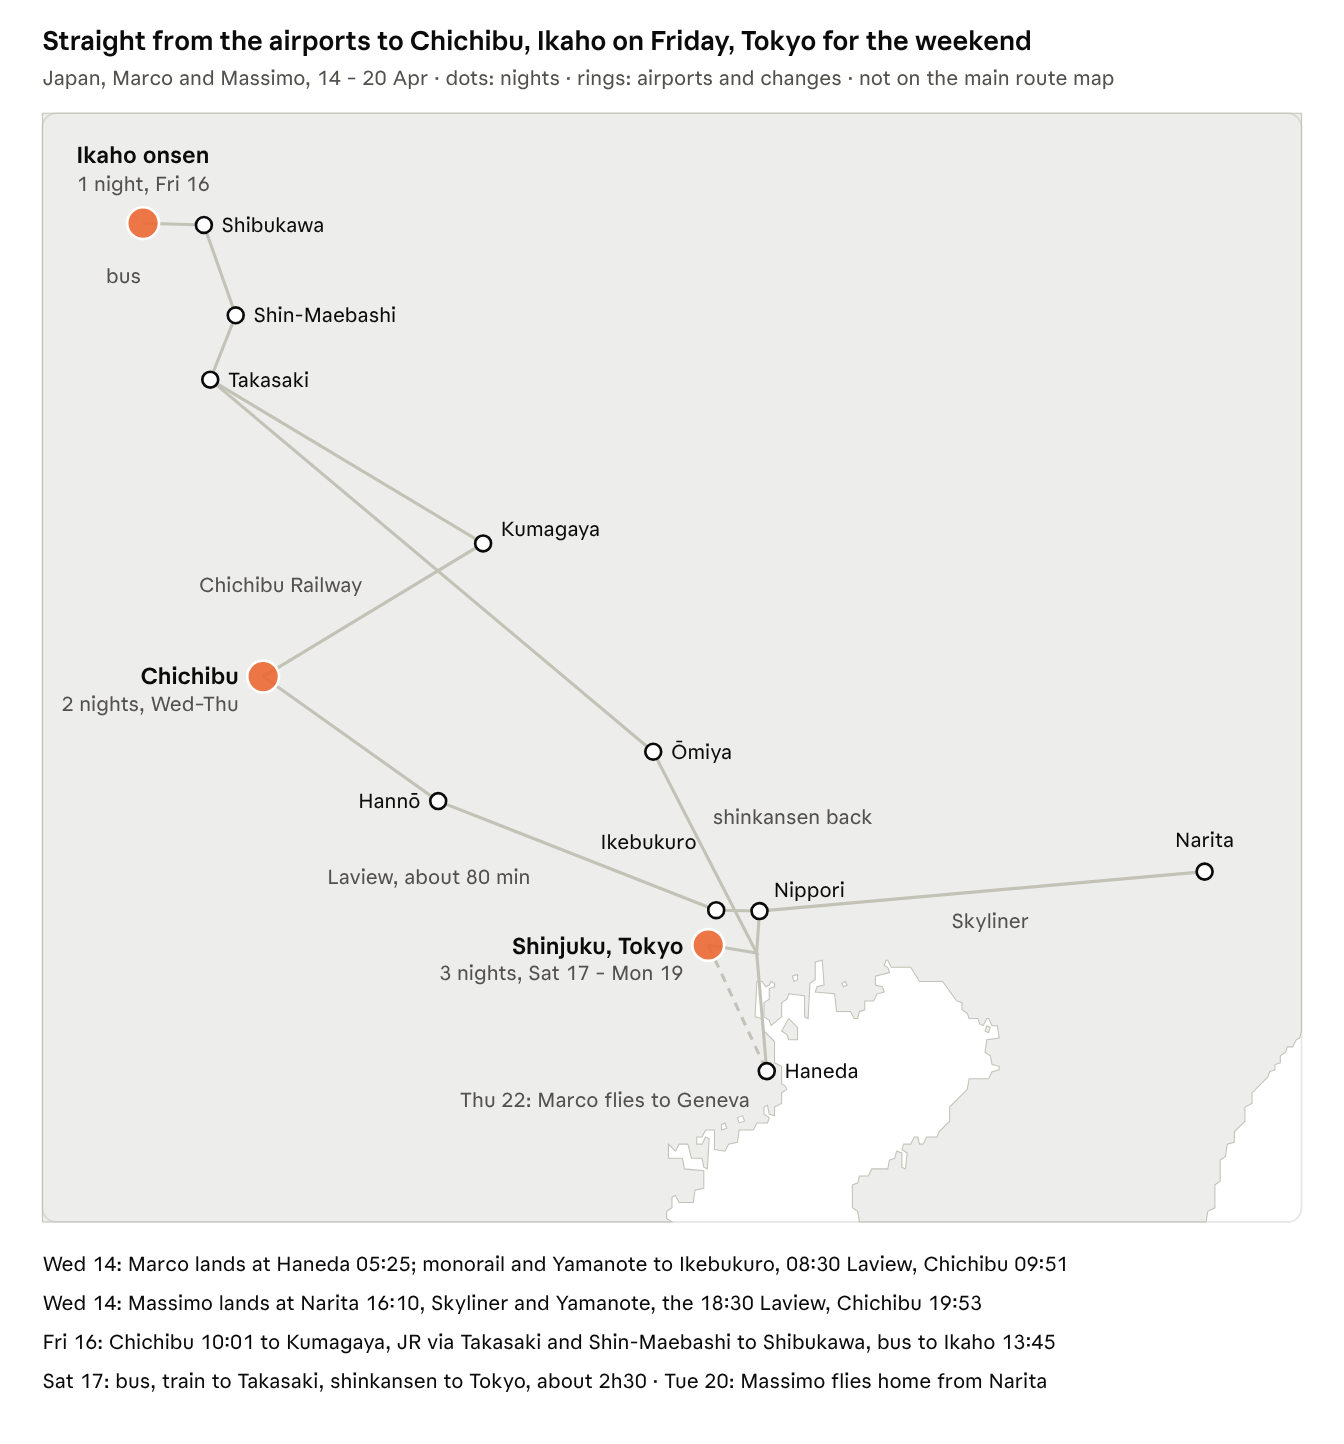 Straight from the airports to Chichibu, Ikaho on Friday, Tokyo for the weekend
Japan, Marco and Massimo, 14 – 20 Apr · dots: nights · rings: airports and changes · not on the main route map
Ikaho onsen
1 night, Fri 16
Shibukawa
bus
Shin-Maebashi
Takasaki
Kumagaya
Chichibu Railway
Chichibu
2 nights, Wed–Thu
Ōmiya
Hannō
shinkansen back
Ikebukuro
Narita
Laview, about 80 min
Nippori
Skyliner
Shinjuku, Tokyo
3 nights, Sat 17 – Mon 19
Haneda
Thu 22: Marco flies to Geneva
Wed 14: Marco lands at Haneda 05:25; monorail and Yamanote to Ikebukuro, 08:30 Laview, Chichibu 09:51
Wed 14: Massimo lands at Narita 16:10, Skyliner and Yamanote, the 18:30 Laview, Chichibu 19:53
Fri 16: Chichibu 10:01 to Kumagaya, JR via Takasaki and Shin-Maebashi to Shibukawa, bus to Ikaho 13:45
Sat 17: bus, train to Takasaki, shinkansen to Tokyo, about 2h30 · Tue 20: Massimo flies home from Narita